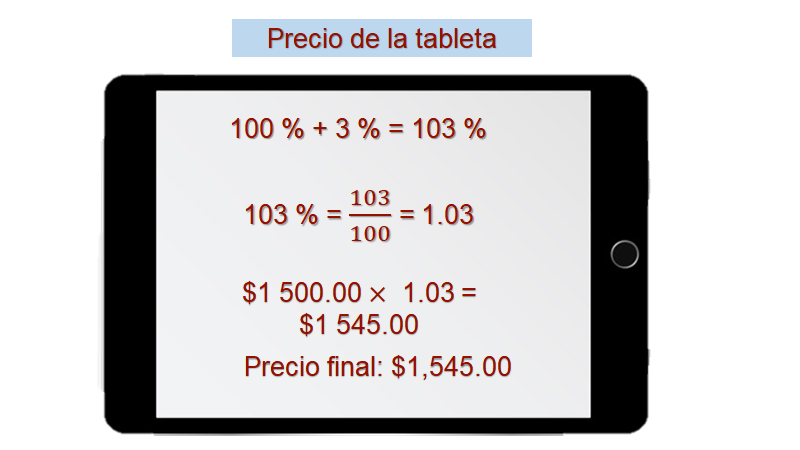 Precio de la tableta
100 % + 3 % = 103 %
103 % = 103/100 = 1.03
$1 500.00 × 1.03 =
$1 545.00
Precio final: $1,545.00